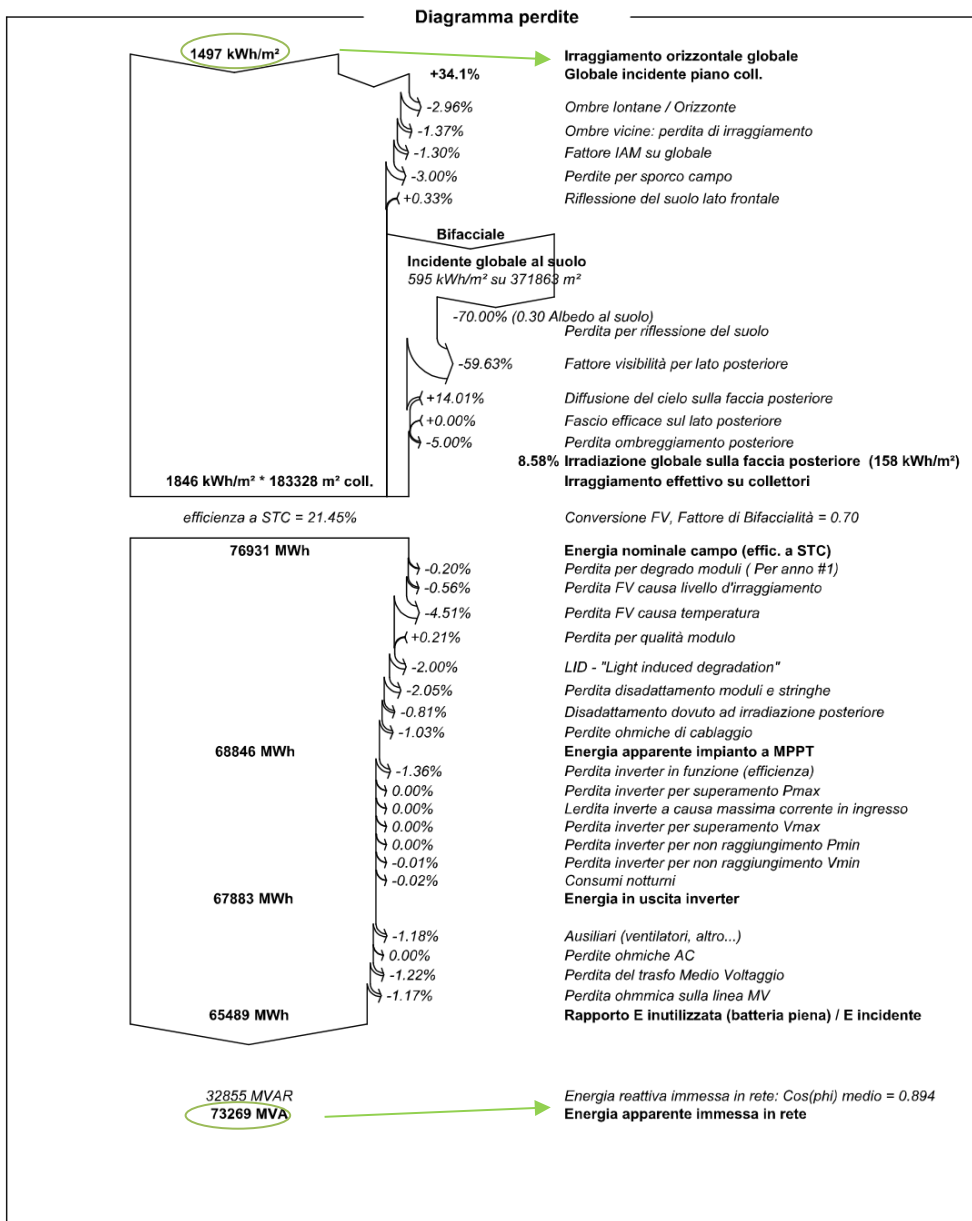 Diagramma perdite
1497 kWh/m² Irraggiamento orizzontale globale
+34.1% Globale incidente piano coll.
-2.96% Ombre lontane / Orizzonte
-1.37% Ombre vicine: perdita di irraggiamento
-1.30% Fattore IAM su globale
-3.00% Perdite per sporco campo
+0.33% Riflessione del suolo lato frontale
Bifacciale
Incidente globale al suolo
595 kWh/m² su 371863 m²
-70.00% (0.30 Albedo al suolo)
Perdita per riflessione del suolo
-59.63% Fattore visibilità per lato posteriore
+14.01% Diffusione del cielo sulla faccia posteriore
+0.00% Fascio efficace sul lato posteriore
-5.00% Perdita ombreggiamento posteriore
8.58% Irradiazione globale sulla faccia posteriore (158 kWh/m²)
1846 kWh/m² * 183328 m² coll. Irraggiamento effettivo su collettori
efficienza a STC = 21.45% Conversione FV, Fattore di Bifaccialità = 0.70
76931 MWh Energia nominale campo (effic. a STC)
-0.20% Perdita per degrado moduli ( Per anno #1)
-0.56% Perdita FV causa livello d'irraggiamento
-4.51% Perdita FV causa temperatura
+0.21% Perdita per qualità modulo
-2.00% LID - "Light induced degradation"
-2.05% Perdita disadattamento moduli e stringhe
-0.81% Disadattamento dovuto ad irradiazione posteriore
-1.03% Perdite ohmiche di cablaggio
68846 MWh Energia apparente impianto a MPPT
-1.36% Perdita inverter in funzione (efficienza)
0.00% Perdita inverter per superamento Pmax
0.00% Lerdita inverte a causa massima corrente in ingresso
0.00% Perdita inverter per superamento Vmax
0.00% Perdita inverter per non raggiungimento Pmin
-0.01% Perdita inverter per non raggiungimento Vmin
-0.02% Consumi notturni
67883 MWh Energia in uscita inverter
-1.18% Ausiliari (ventilatori, altro...)
0.00% Perdite ohmiche AC
-1.22% Perdita del trasfo Medio Voltaggio
-1.17% Perdita ohmmica sulla linea MV
65489 MWh Rapporto E inutilizzata (batteria piena) / E incidente
32855 MVAR Energia reattiva immessa in rete: Cos(phi) medio = 0.894
73269 MVA Energia apparente immessa in rete